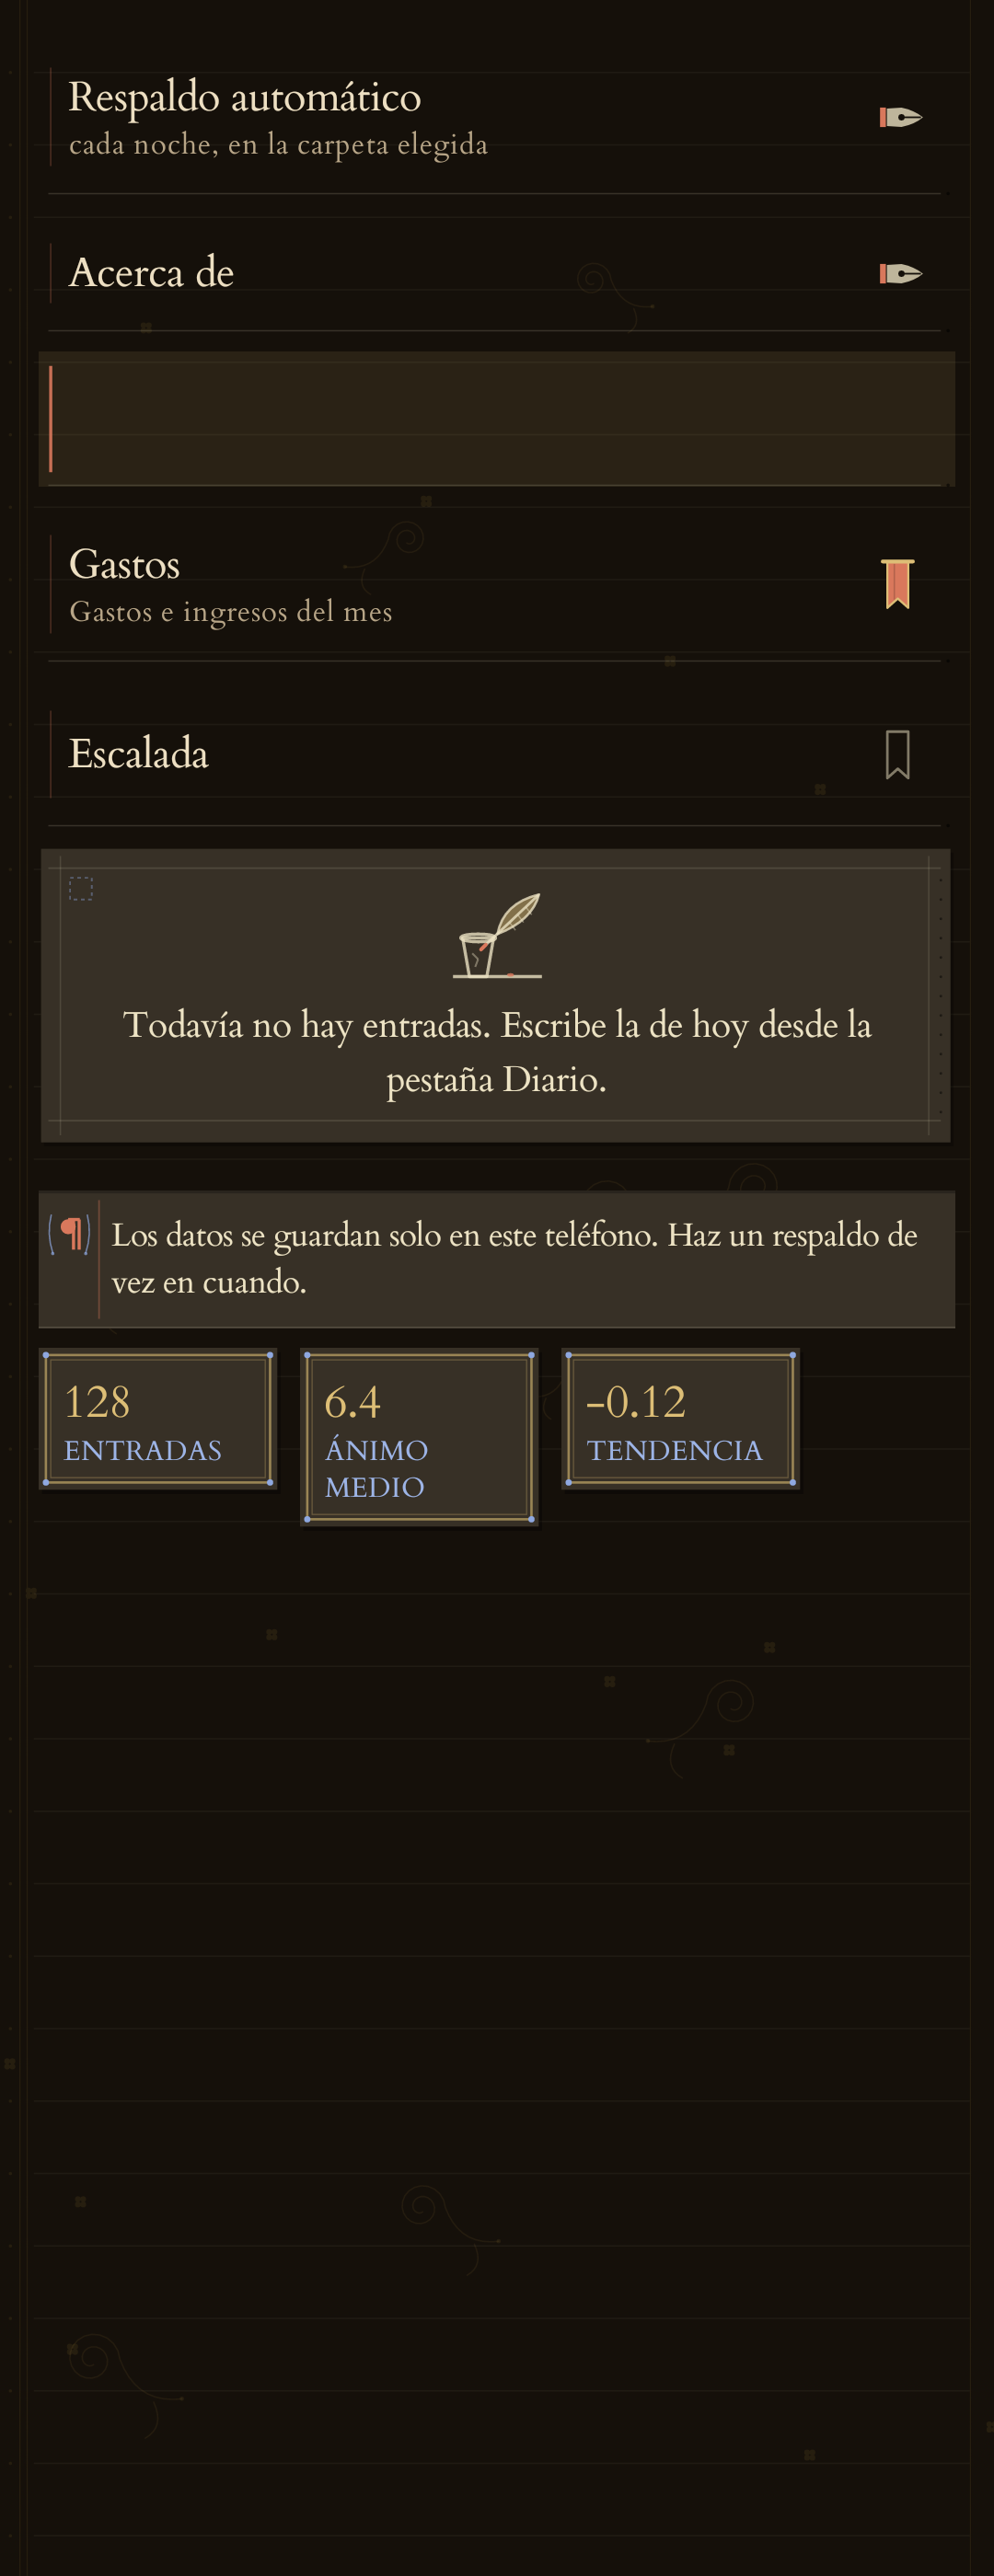 Respaldo automático
cada noche, en la carpeta elegida
Acerca de
Gastos
Gastos e ingresos del mes
Escalada
Todavía no hay entradas. Escribe la de hoy desde la
pestaña Diario.
¶ Los datos se guardan solo en este teléfono. Haz un respaldo de
vez en cuando.
128
ENTRADAS
6.4
ÁNIMO
MEDIO
-0.12
TENDENCIA